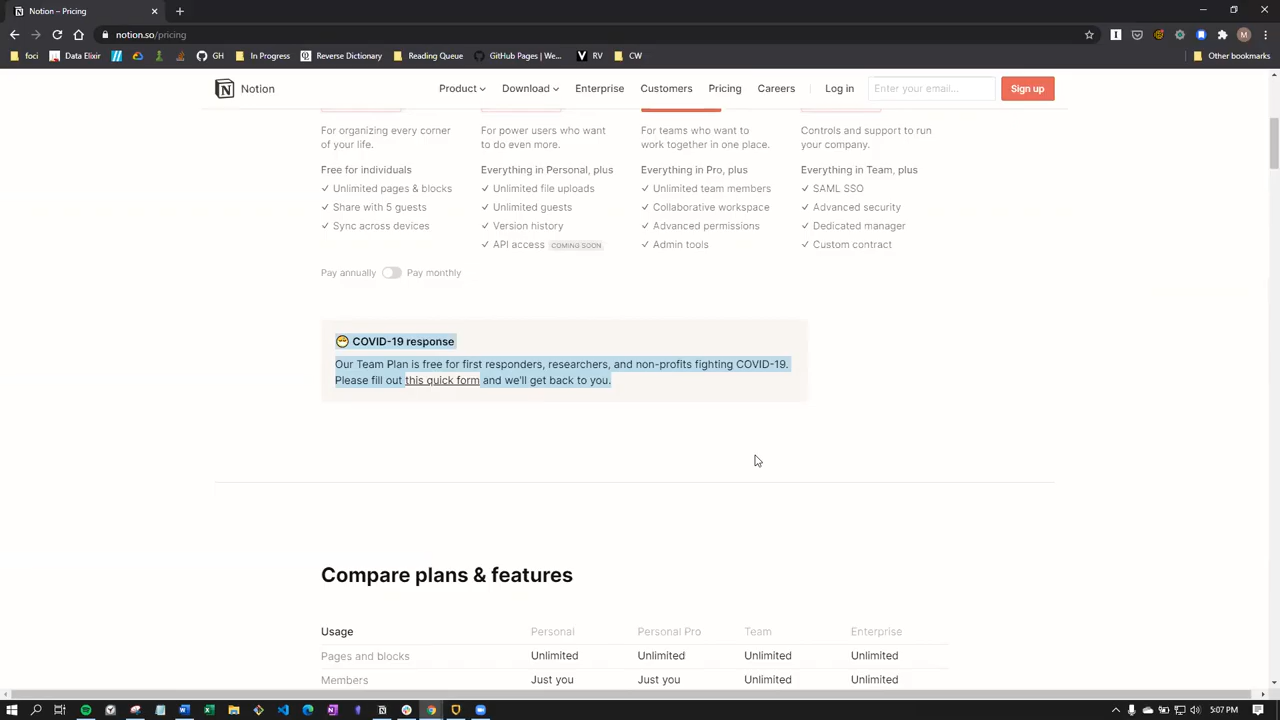 Notion – Pricing
notion.so/pricing
foci
Data Elixir
GH
In Progress
Reverse Dictionary
Reading Queue
GitHub Pages | We...
RV
CW
Other bookmarks
Notion
Product
Download
Enterprise
Customers
Pricing
Careers
Log in
Enter your email...
Sign up
For organizing every corner
of your life.
Free for individuals
✓ Unlimited pages & blocks
✓ Share with 5 guests
✓ Sync across devices
For power users who want
to do even more.
Everything in Personal, plus
✓ Unlimited file uploads
✓ Unlimited guests
✓ Version history
✓ API access COMING SOON
For teams who want to
work together in one place.
Everything in Pro, plus
✓ Unlimited team members
✓ Collaborative workspace
✓ Advanced permissions
✓ Admin tools
Controls and support to run
your company.
Everything in Team, plus
✓ SAML SSO
✓ Advanced security
✓ Dedicated manager
✓ Custom contract
Pay annually
Pay monthly
😷 COVID-19 response
Our Team Plan is free for first responders, researchers, and non-profits fighting COVID-19.
Please fill out this quick form and we'll get back to you.
Compare plans & features
Usage Personal Personal Pro Team Enterprise
Pages and blocks Unlimited Unlimited Unlimited Unlimited
Members Just you Just you Unlimited Unlimited
5:07 PM